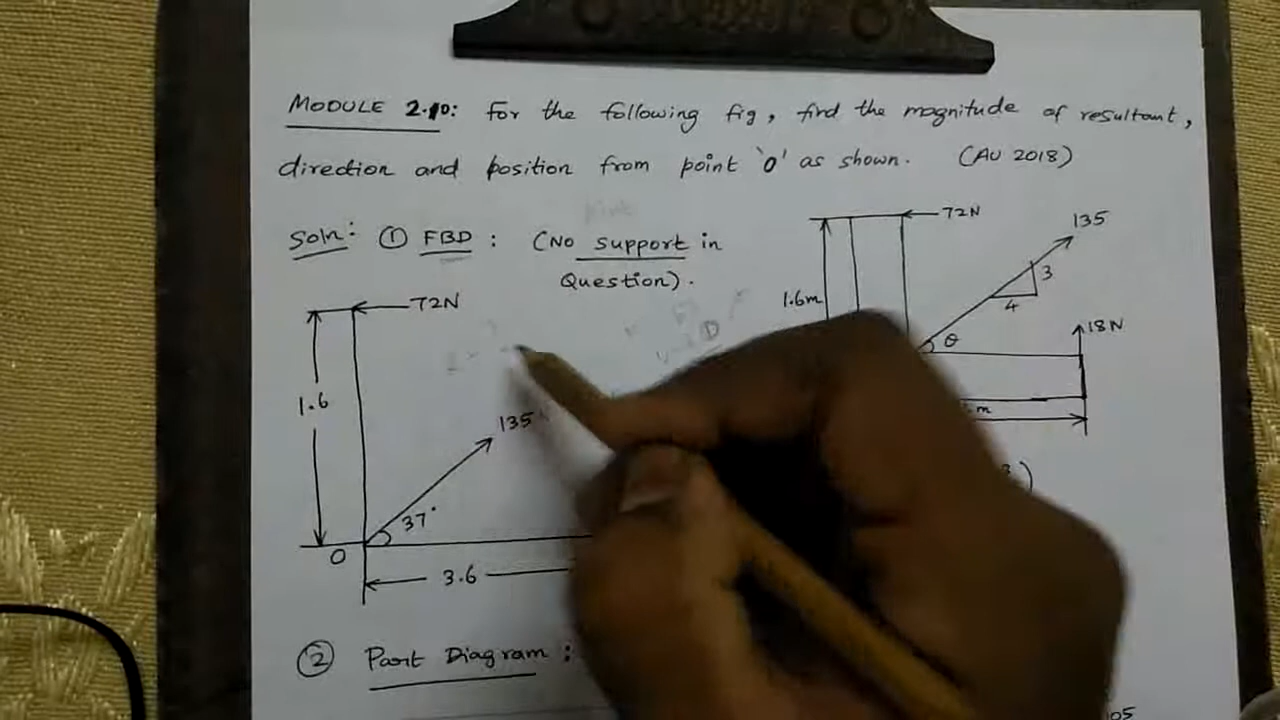 MODULE 2.10: For the following fig, find the magnitude of resultant,
direction and position from point 'O' as shown. (AU 2018)
Soln: ① FBD: (No support in
Question).
72N
1.6
135
37°
O
3.6
72N
1.6m
135
3
4
θ
18N
m
② Part Diagram: